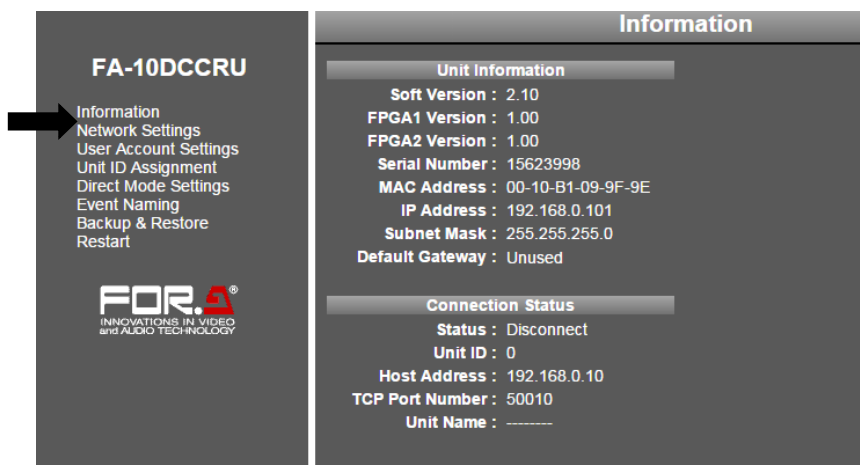 FA-10DCCRU
Information
Network Settings
User Account Settings
Unit ID Assignment
Direct Mode Settings
Event Naming
Backup & Restore
Restart
FOR.A®
INNOVATIONS IN VIDEO
and AUDIO TECHNOLOGY
Information
Unit Information
Soft Version : 2.10
FPGA1 Version : 1.00
FPGA2 Version : 1.00
Serial Number : 15623998
MAC Address : 00-10-B1-09-9F-9E
IP Address : 192.168.0.101
Subnet Mask : 255.255.255.0
Default Gateway : Unused
Connection Status
Status : Disconnect
Unit ID : 0
Host Address : 192.168.0.10
TCP Port Number : 50010
Unit Name : --------